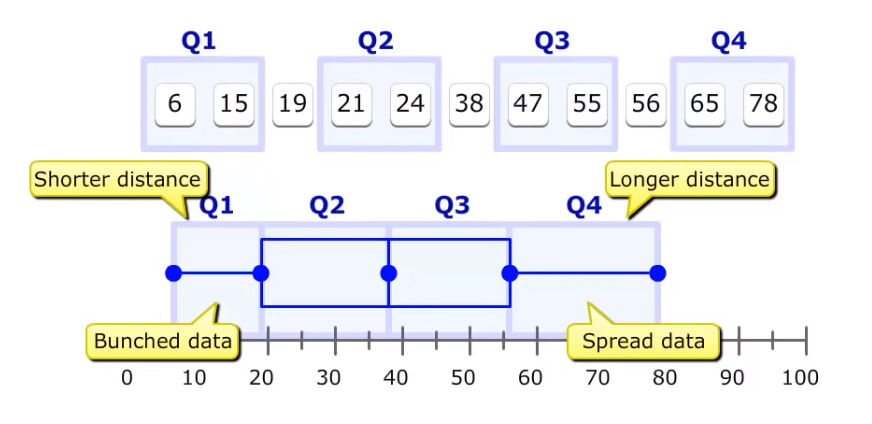 Q1 Q2 Q3 Q4
6 15 19 21 24 38 47 55 56 65 78
Shorter distance Longer distance
Q1 Q2 Q3 Q4
Bunched data Spread data
0 10 20 30 40 50 60 70 80 90 100